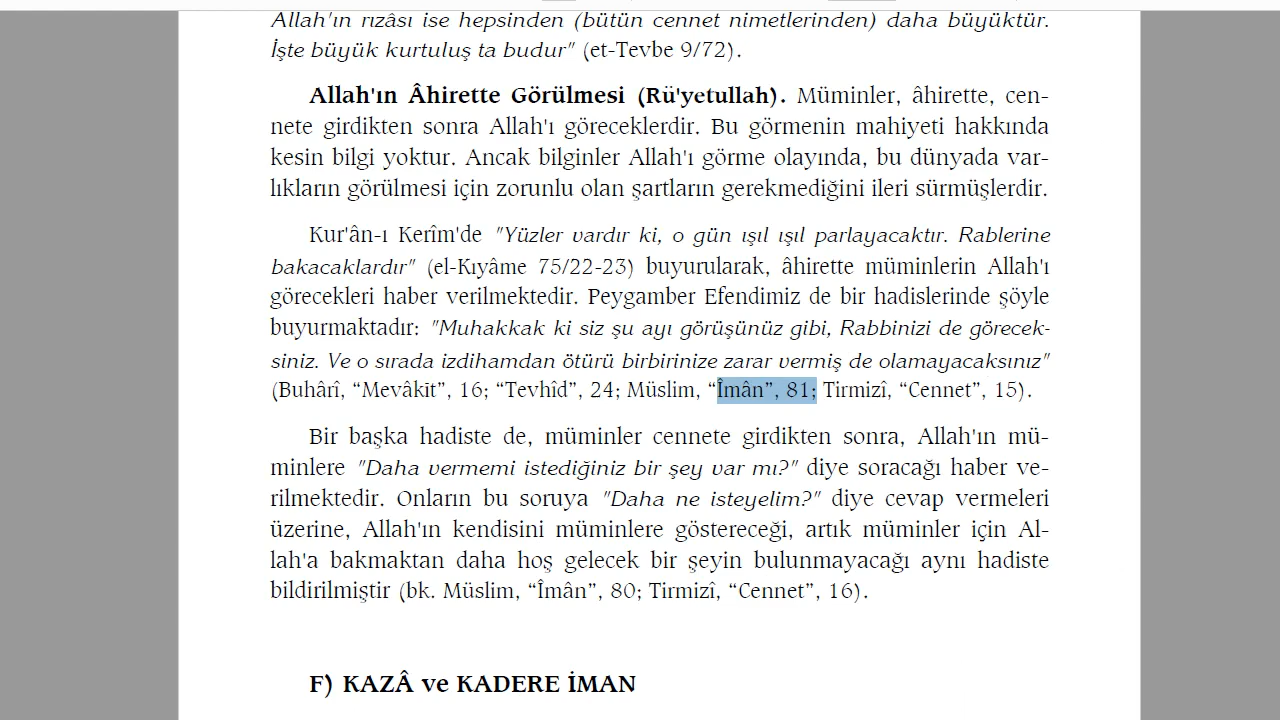 Allah'ın rızâsı ise hepsinden (bütün cennet nimetlerinden) daha büyüktür.
İşte büyük kurtuluş ta budur" (et-Tevbe 9/72).
Allah'ın Âhirette Görülmesi (Rü'yetullah). Müminler, âhirette, cen-
nete girdikten sonra Allah'ı göreceklerdir. Bu görmenin mahiyeti hakkında
kesin bilgi yoktur. Ancak bilginler Allah'ı görme olayında, bu dünyada var-
lıkların görülmesi için zorunlu olan şartların gerekmediğini ileri sürmüşlerdir.
Kur'ân-ı Kerîm'de "Yüzler vardır ki, o gün ışıl ışıl parlayacaktır. Rablerine
bakacaklardır" (el-Kıyâme 75/22-23) buyurularak, âhirette müminlerin Allah'ı
görecekleri haber verilmektedir. Peygamber Efendimiz de bir hadislerinde şöyle
buyurmaktadır: "Muhakkak ki siz şu ayı görüşünüz gibi, Rabbinizi de görecek-
siniz. Ve o sırada izdihamdan ötürü birbirinize zarar vermiş de olamayacaksınız"
(Buhârî, “Mevâkit”, 16; “Tevhîd”, 24; Müslim, “Îmân”, 81; Tirmizî, “Cennet”, 15).
Bir başka hadiste de, müminler cennete girdikten sonra, Allah'ın mü-
minlere "Daha vermemi istediğiniz bir şey var mı?" diye soracağı haber ve-
rilmektedir. Onların bu soruya "Daha ne isteyelim?" diye cevap vermeleri
üzerine, Allah'ın kendisini müminlere göstereceği, artık müminler için Al-
lah'a bakmaktan daha hoş gelecek bir şeyin bulunmayacağı aynı hadiste
bildirilmiştir (bk. Müslim, “Îmân”, 80; Tirmizî, “Cennet”, 16).
F) KAZÂ ve KADERE İMAN